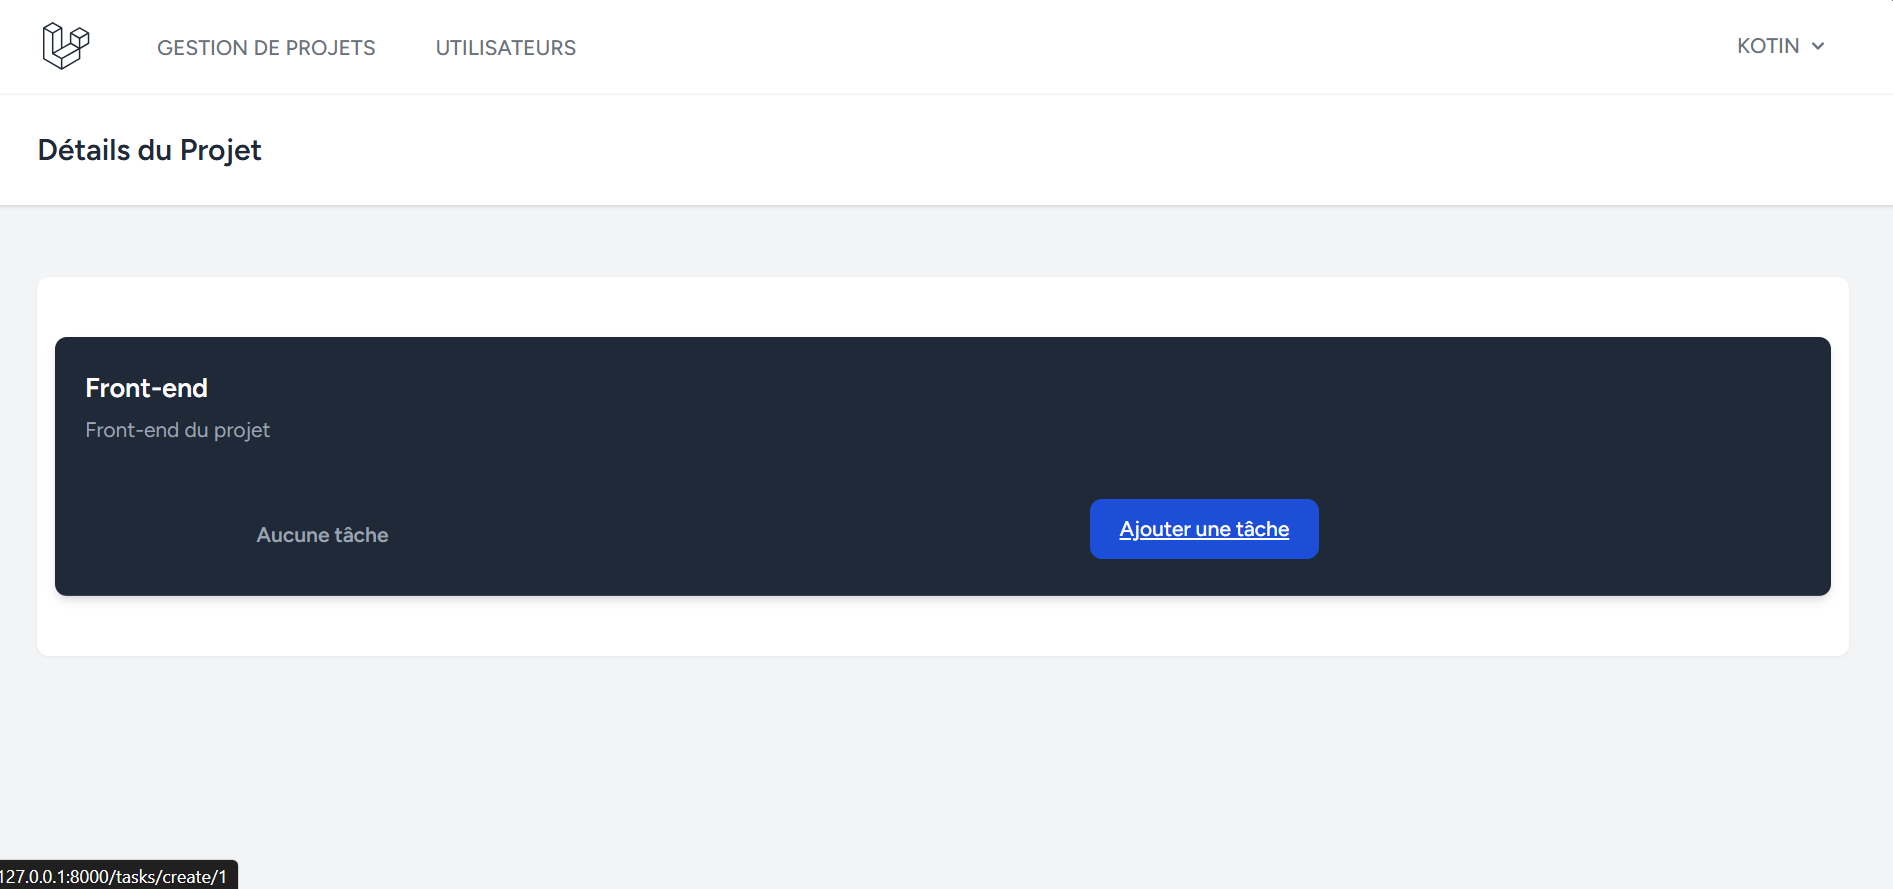 GESTION DE PROJETS UTILISATEURS KOTIN
Détails du Projet
Front-end
Front-end du projet
Aucune tâche Ajouter une tâche
127.0.0.1:8000/tasks/create/1